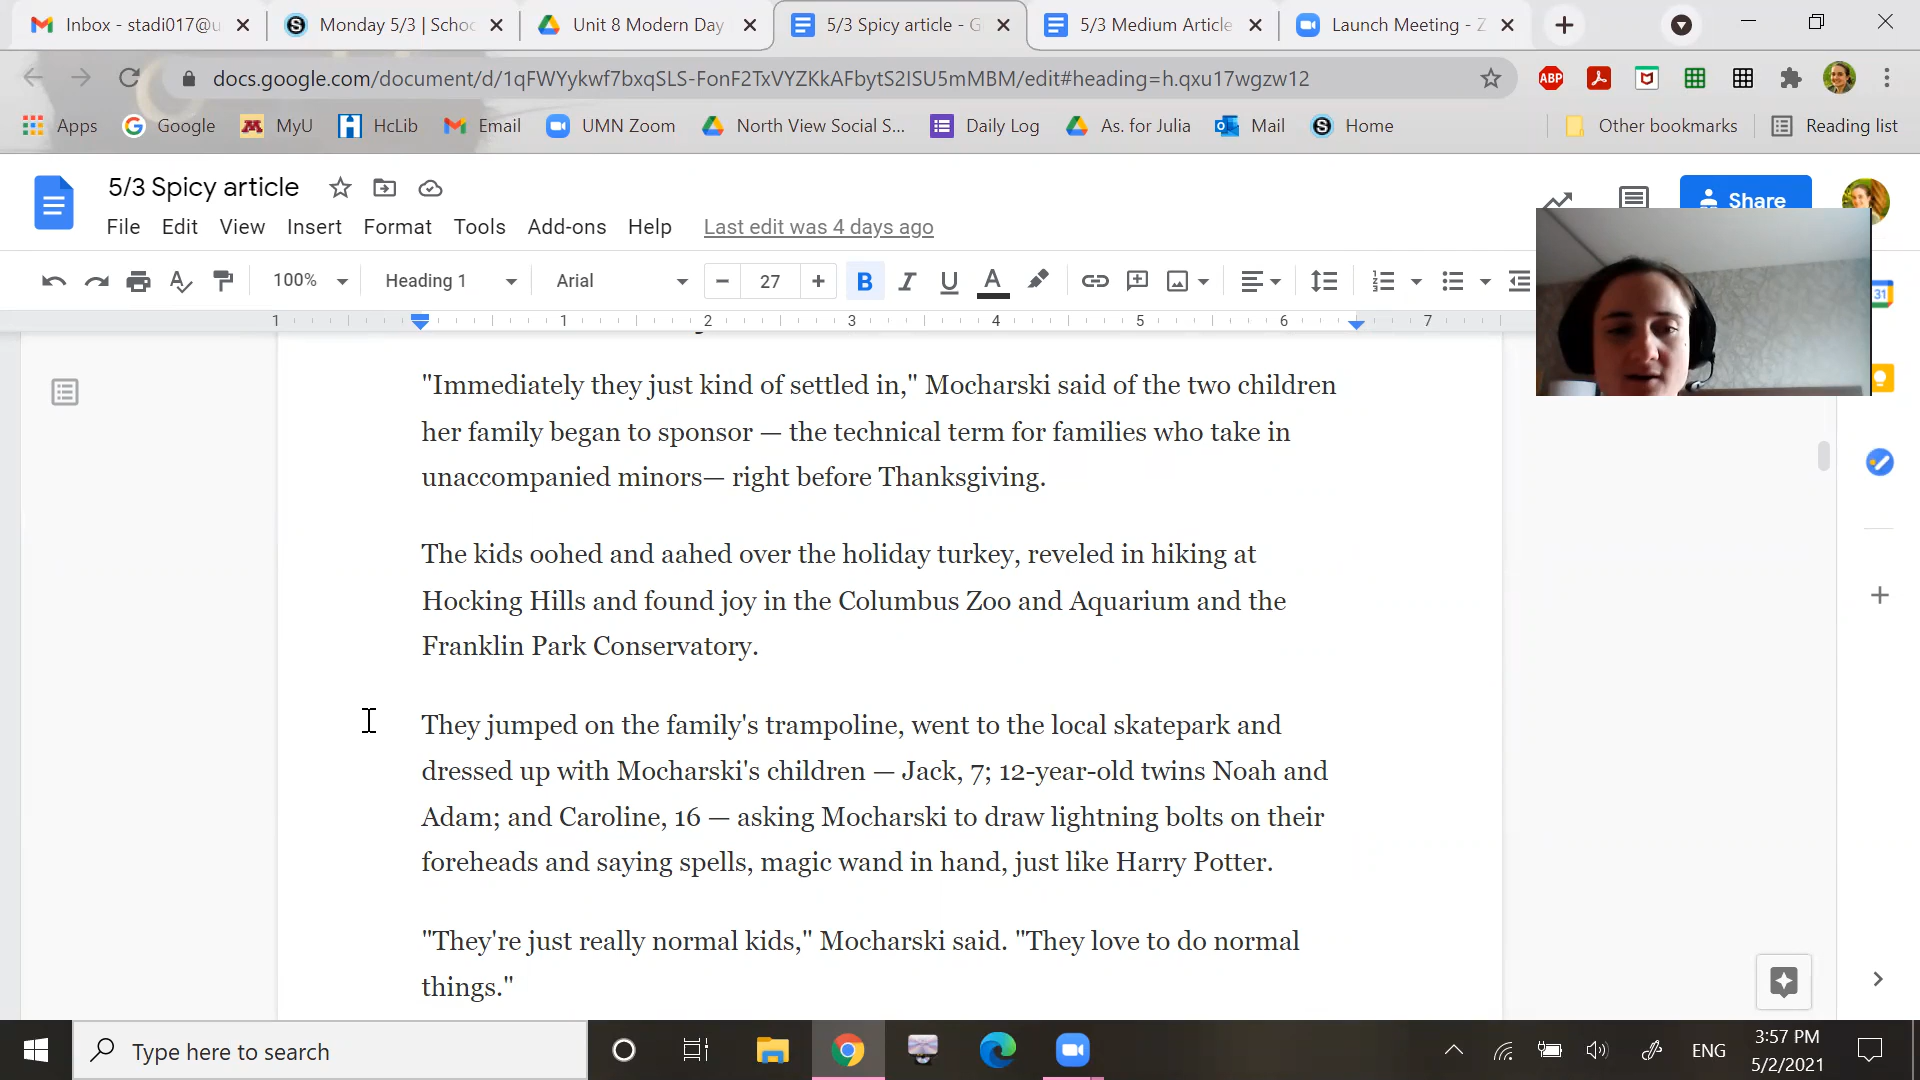 Inbox - stadi017@u
Monday 5/3 | Schoo
Unit 8 Modern Day
5/3 Spicy article - G
5/3 Medium Article
Launch Meeting - Z
docs.google.com/document/d/1qFWYykwf7bxqSLS-FonF2TxVYZKkAFbytS2ISU5mMBM/edit#heading=h.qxu17wgzw12
ABP
Apps
Google
MyU
HcLib
Email
UMN Zoom
North View Social S...
Daily Log
As. for Julia
Mail
Home
Other bookmarks
Reading list
5/3 Spicy article
Share
File Edit View Insert Format Tools Add-ons Help Last edit was 4 days ago
100% Heading 1 Arial 27 B I U A
31
1 1 2 3 4 5 6 7
"Immediately they just kind of settled in," Mocharski said of the two children
her family began to sponsor — the technical term for families who take in
unaccompanied minors— right before Thanksgiving.
The kids oohed and aahed over the holiday turkey, reveled in hiking at
Hocking Hills and found joy in the Columbus Zoo and Aquarium and the
Franklin Park Conservatory.
They jumped on the family's trampoline, went to the local skatepark and
dressed up with Mocharski's children — Jack, 7; 12-year-old twins Noah and
Adam; and Caroline, 16 — asking Mocharski to draw lightning bolts on their
foreheads and saying spells, magic wand in hand, just like Harry Potter.
"They're just really normal kids," Mocharski said. "They love to do normal
things."
Type here to search
ENG
3:57 PM
5/2/2021